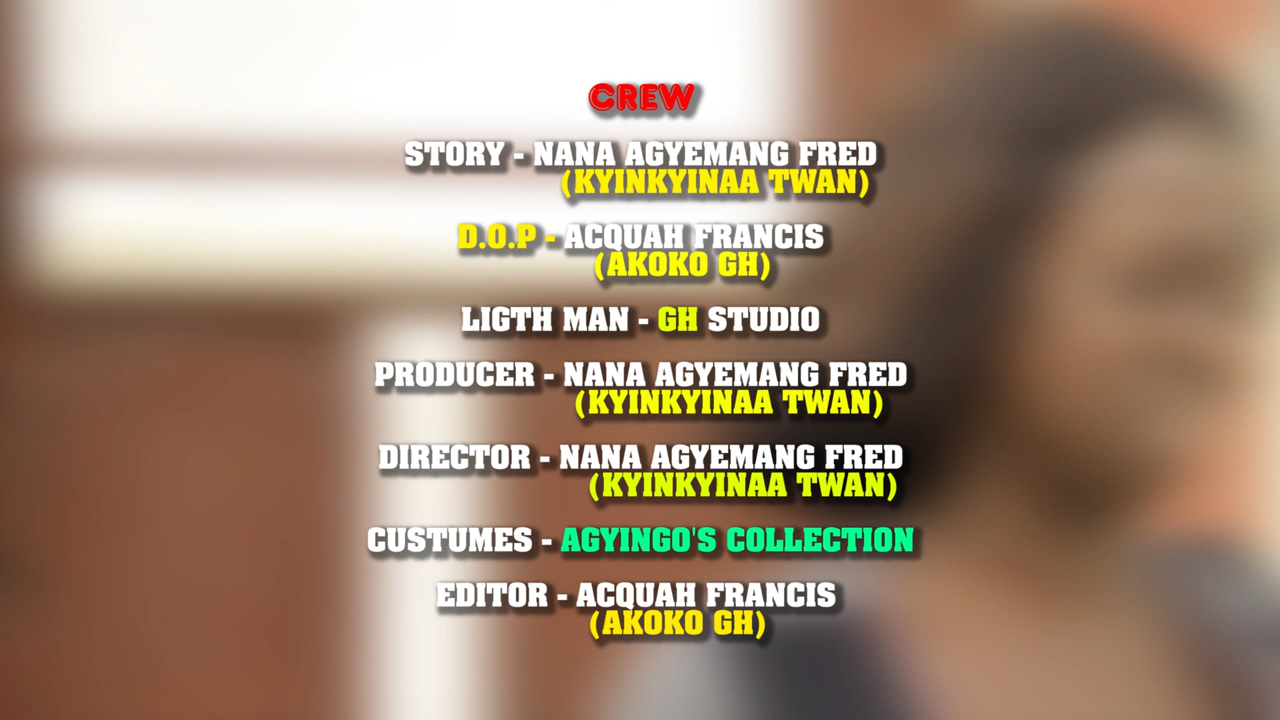 CREW
STORY - NANA AGYEMANG FRED
(KYINKYINAA TWAN)
D.O.P - ACQUAH FRANCIS
(AKOKO GH)
LIGTH MAN - GH STUDIO
PRODUCER - NANA AGYEMANG FRED
(KYINKYINAA TWAN)
DIRECTOR - NANA AGYEMANG FRED
(KYINKYINAA TWAN)
CUSTUMES - AGYINGO'S COLLECTION
EDITOR - ACQUAH FRANCIS
(AKOKO GH)